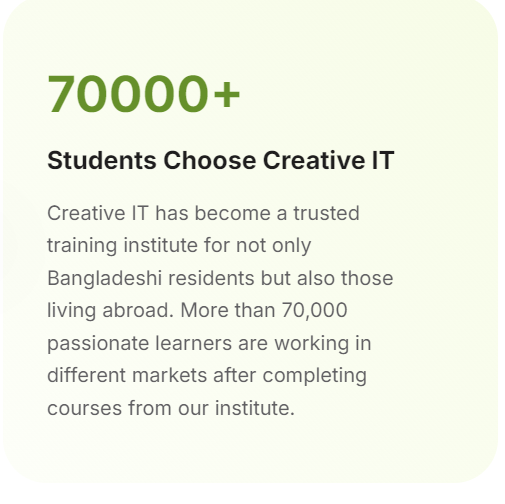 70000+
Students Choose Creative IT
Creative IT has become a trusted
training institute for not only
Bangladeshi residents but also those
living abroad. More than 70,000
passionate learners are working in
different markets after completing
courses from our institute.